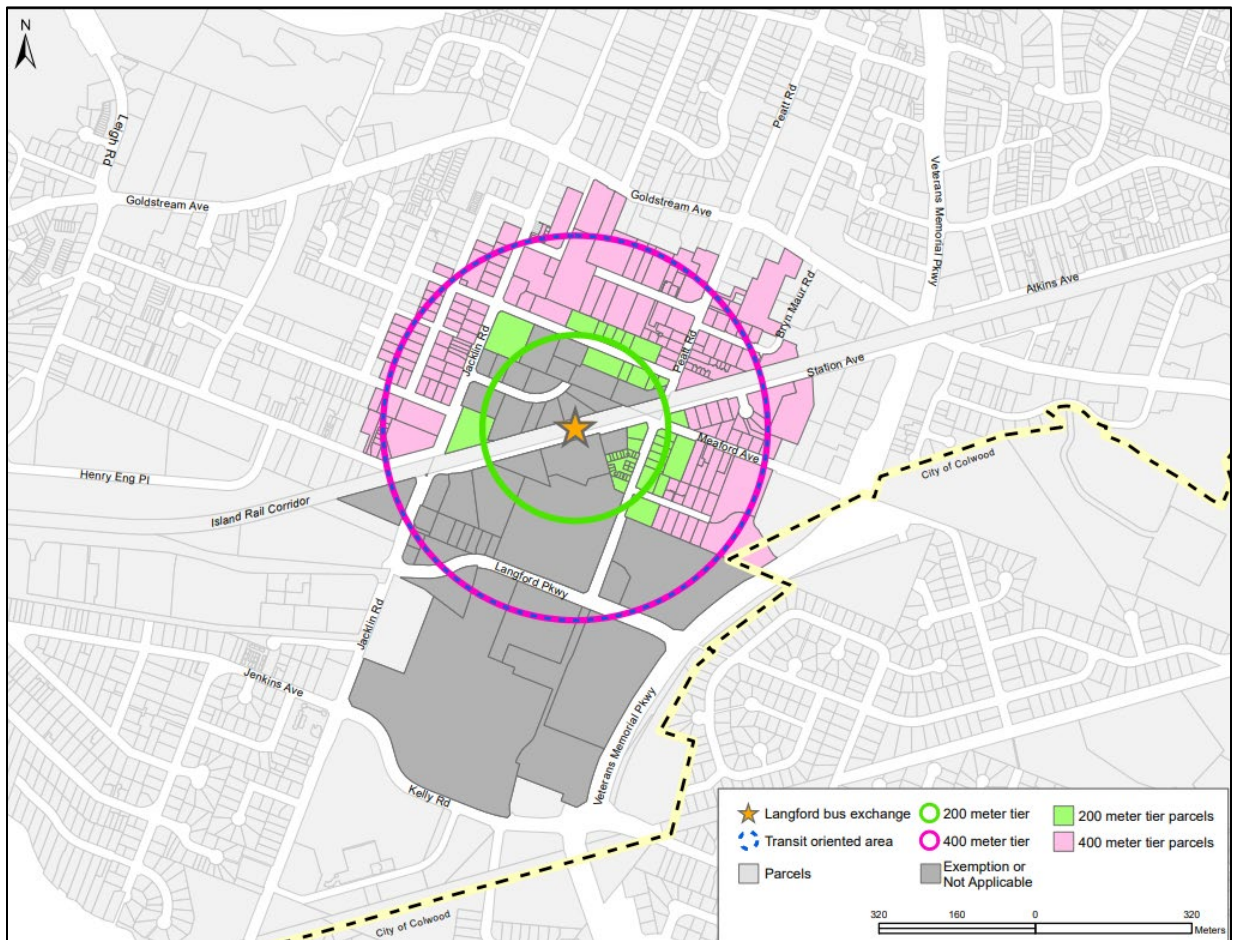 N
Leigh Rd
Peatt Rd
Veterans Memorial Pkwy
Goldstream Ave
Goldstream Ave
Atkins Ave
Bryn Maur Rd
Jacklin Rd
Peatt Rd
Station Ave
Meaford Ave
City of Colwood
Henry Eng Pl
Island Rail Corridor
Langford Pkwy
Jacklin Rd
Jenkins Ave
Veterans Memorial Pkwy
Kelly Rd
City of Colwood
Langford bus exchange
200 meter tier
200 meter tier parcels
Transit oriented area
400 meter tier
400 meter tier parcels
Parcels
Exemption or
Not Applicable
320 160 0 320
Meters